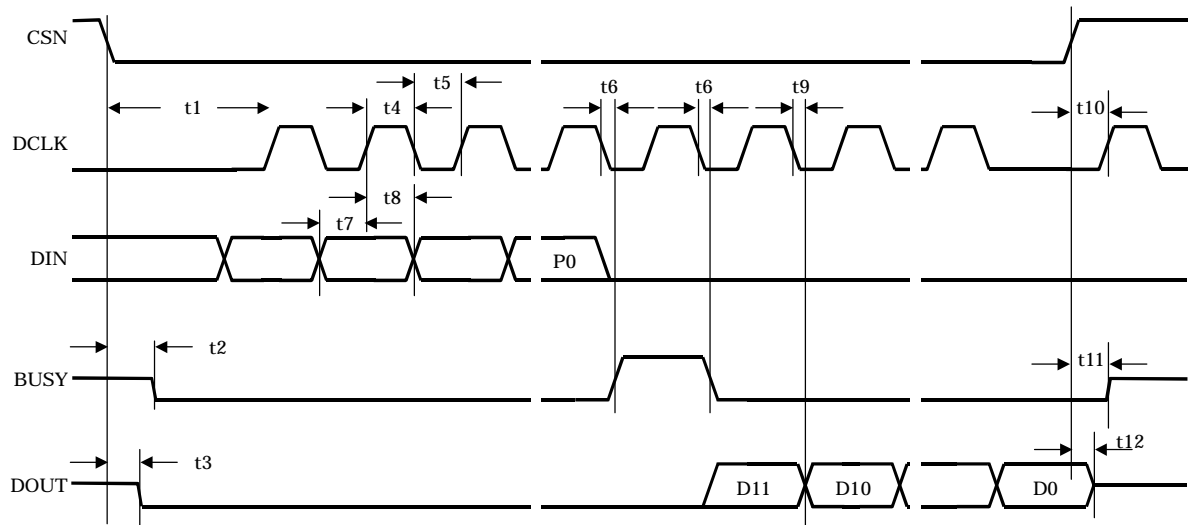 CSN
t5
t1
t4
t6
t6
t9
t10
DCLK
t8
t7
DIN
P0
t2
t11
BUSY
t3
t12
DOUT
D11
D10
D0